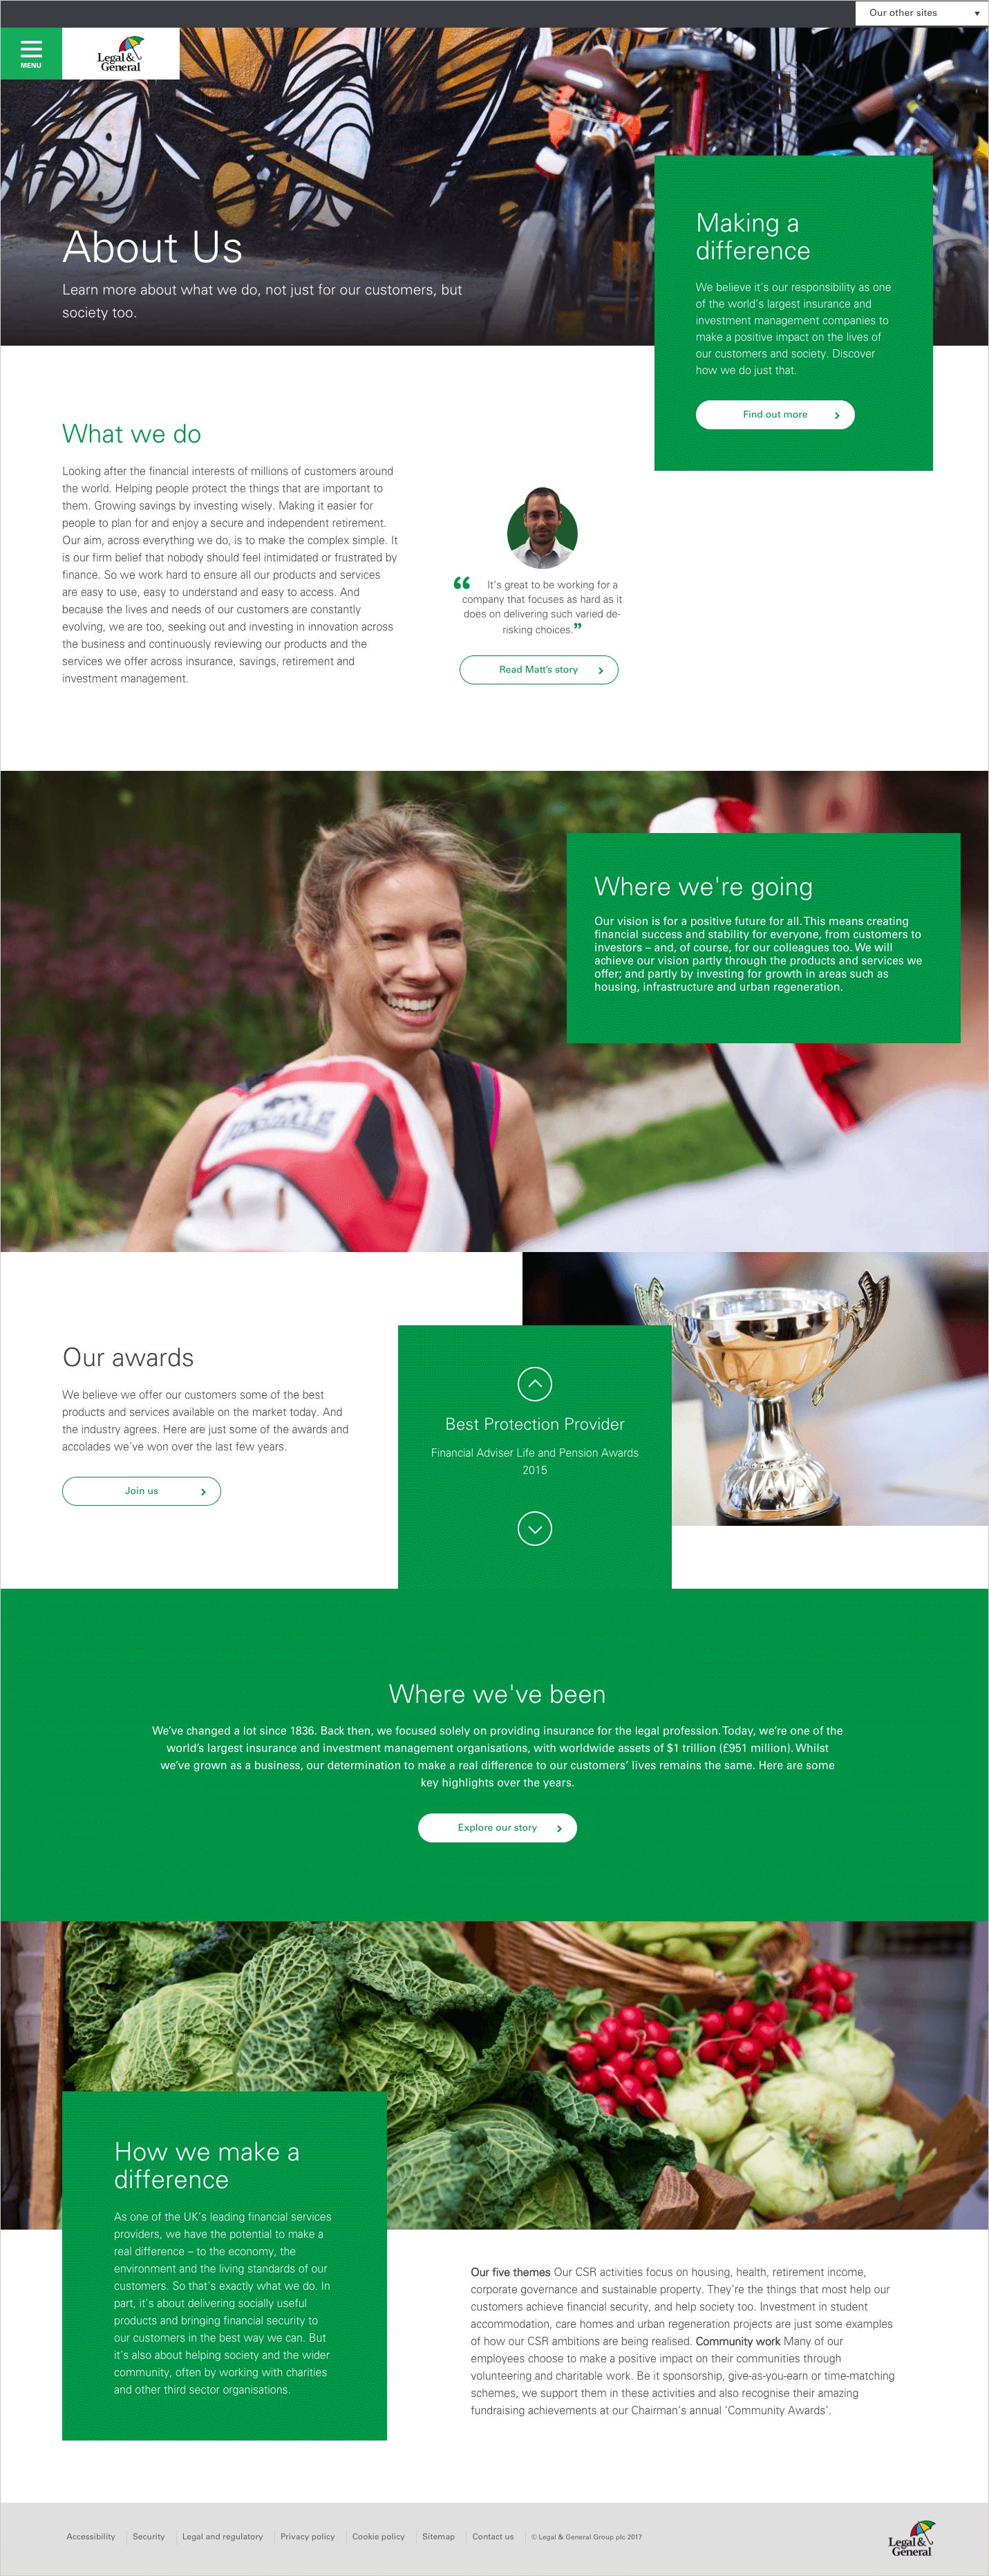 Our other sites
MENU
Legal &
General
About Us
Learn more about what we do, not just for our customers, but
society too.
Making a
difference
We believe it's our responsibility as one
of the world's largest insurance and
investment management companies to
make a positive impact on the lives of
our customers and society. Discover
how we do just that.
Find out more
What we do
Looking after the financial interests of millions of customers around
the world. Helping people protect the things that are important to
them. Growing savings by investing wisely. Making it easier for
people to plan for and enjoy a secure and independent retirement.
Our aim, across everything we do, is to make the complex simple. It
is our firm belief that nobody should feel intimidated or frustrated by
finance. So we work hard to ensure all our products and services
are easy to use, easy to understand and easy to access. And
because the lives and needs of our customers are constantly
evolving, we are too, seeking out and investing in innovation across
the business and continuously reviewing our products and the
services we offer across insurance, savings, retirement and
investment management.
“ It's great to be working for a
company that focuses as hard as it
does on delivering such varied de-
risking choices.”
Read Matt's story
Where we're going
Our vision is for a positive future for all. This means creating
financial success and stability for everyone, from customers to
investors – and, of course, for our colleagues too. We will
achieve our vision partly through the products and services we
offer; and partly by investing for growth in areas such as
housing, infrastructure and urban regeneration.
LONSDALE
Our awards
We believe we offer our customers some of the best
products and services available on the market today. And
the industry agrees. Here are just some of the awards and
accolades we've won over the last few years.
Join us
Best Protection Provider
Financial Adviser Life and Pension Awards
2015
Where we've been
We've changed a lot since 1836. Back then, we focused solely on providing insurance for the legal profession. Today, we're one of the
world's largest insurance and investment management organisations, with worldwide assets of $1 trillion (£951 million). Whilst
we've grown as a business, our determination to make a real difference to our customers' lives remains the same. Here are some
key highlights over the years.
Explore our story
How we make a
difference
As one of the UK's leading financial services
providers, we have the potential to make a
real difference – to the economy, the
environment and the living standards of our
customers. So that's exactly what we do. In
part, it's about delivering socially useful
products and bringing financial security to
our customers in the best way we can. But
it's also about helping society and the wider
community, often by working with charities
and other third sector organisations.
Our five themes Our CSR activities focus on housing, health, retirement income,
corporate governance and sustainable property. They're the things that most help our
customers achieve financial security, and help society too. Investment in student
accommodation, care homes and urban regeneration projects are just some examples
of how our CSR ambitions are being realised. Community work Many of our
employees choose to make a positive impact on their communities through
volunteering and charitable work. Be it sponsorship, give-as-you-earn or time-matching
schemes, we support them in these activities and also recognise their amazing
fundraising achievements at our Chairman's annual 'Community Awards'.
Accessibility Security Legal and regulatory Privacy policy Cookie policy Sitemap Contact us © Legal & General Group plc 2017
Legal &
General